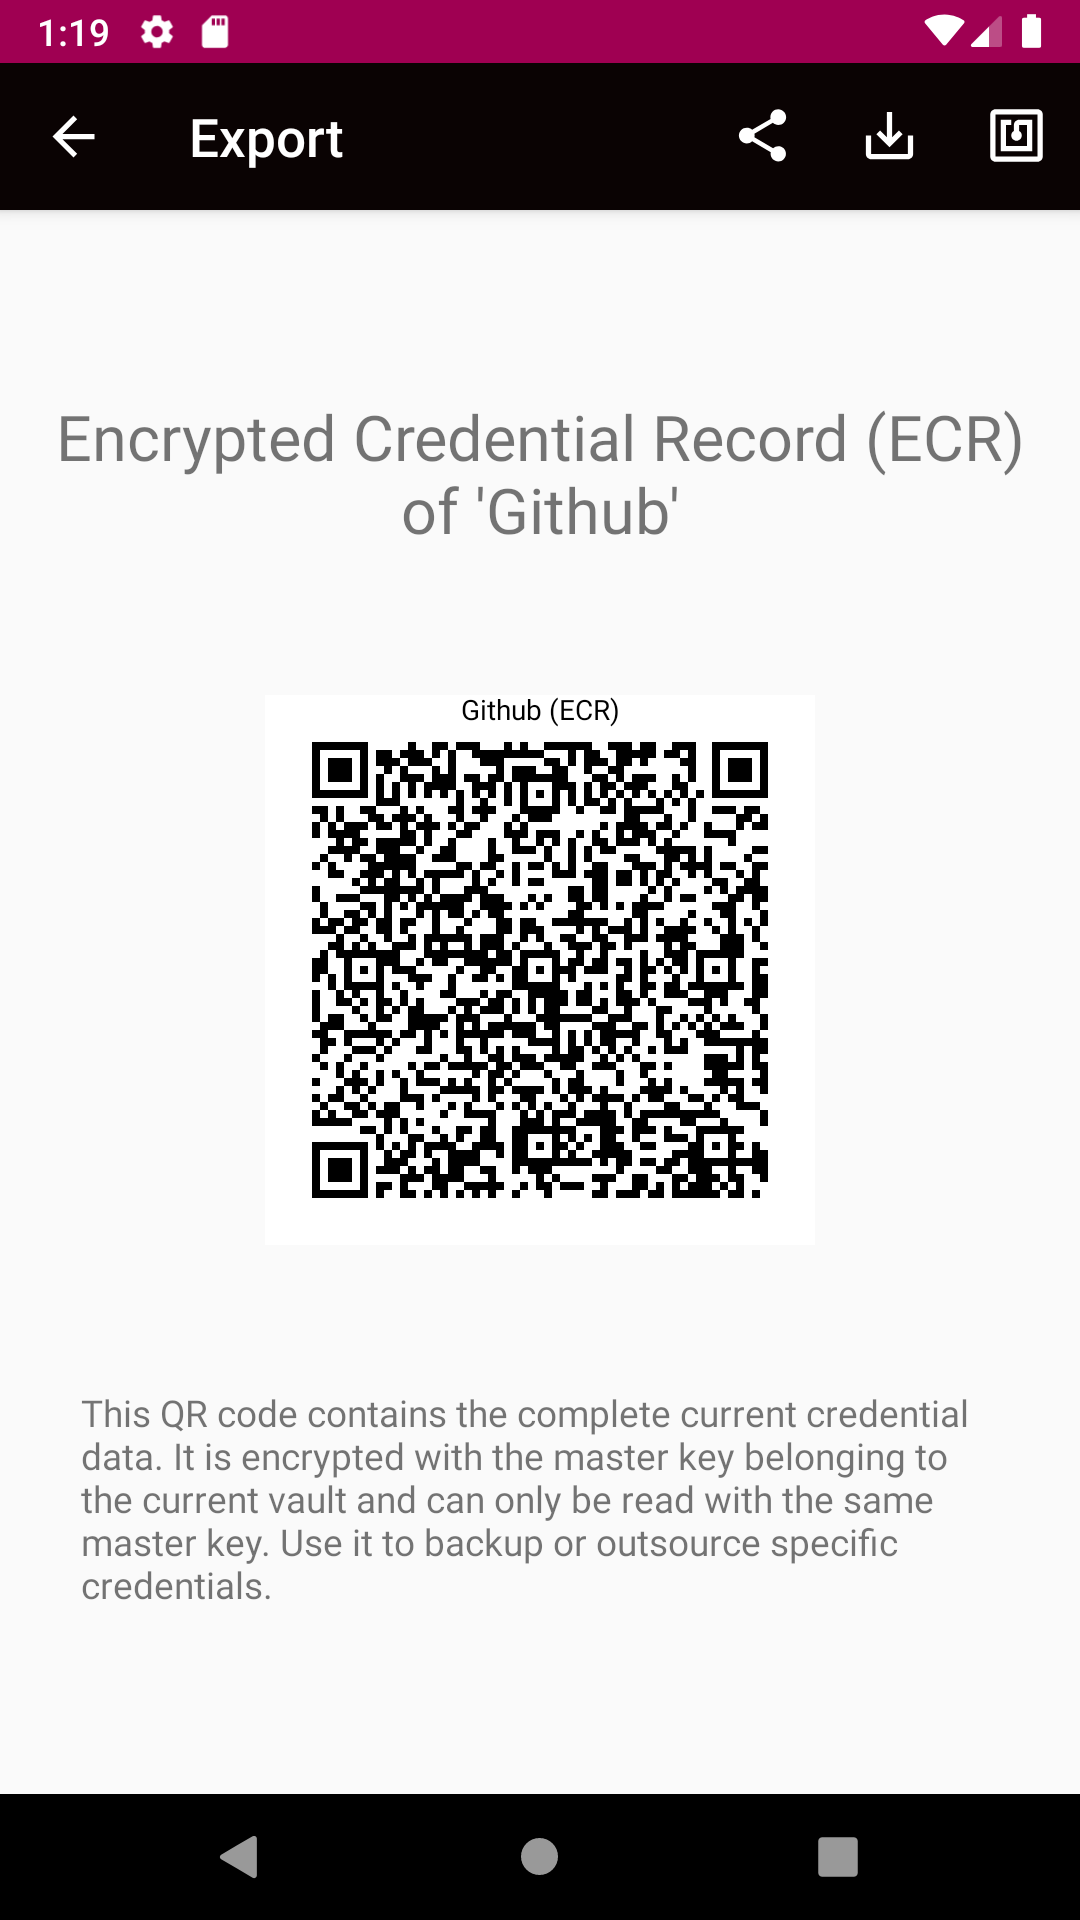 1:19
Export
Encrypted Credential Record (ECR)
of 'Github'
Github (ECR)
This QR code contains the complete current credential
data. It is encrypted with the master key belonging to
the current vault and can only be read with the same
master key. Use it to backup or outsource specific
credentials.